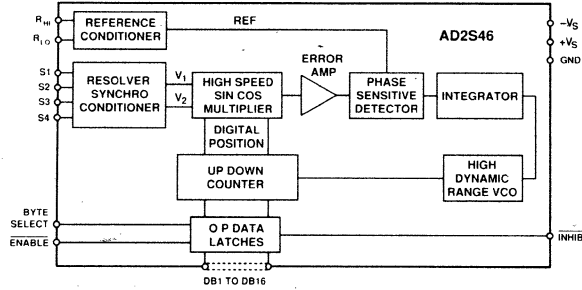 R HI
R LO
REFERENCE
CONDITIONER
REF
AD2S46
–VS
+VS
GND
S1
S2
S3
S4
RESOLVER
SYNCHRO
CONDITIONER
V1
V2
HIGH SPEED
SIN COS
MULTIPLIER
ERROR
AMP
PHASE
SENSITIVE
DETECTOR
INTEGRATOR
DIGITAL
POSITION
UP DOWN
COUNTER
HIGH
DYNAMIC
RANGE VCO
BYTE
SELECT
ENABLE
O P DATA
LATCHES
INHIB
DB1 TO DB16